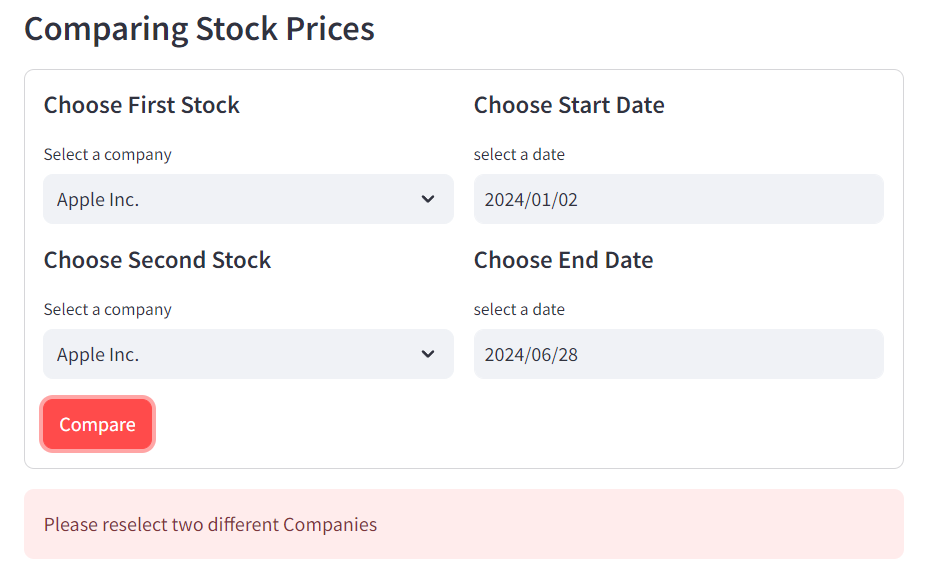 Comparing Stock Prices
Choose First Stock
Select a company
Apple Inc.
Choose Start Date
select a date
2024/01/02
Choose Second Stock
Select a company
Apple Inc.
Choose End Date
select a date
2024/06/28
Compare
Please reselect two different Companies